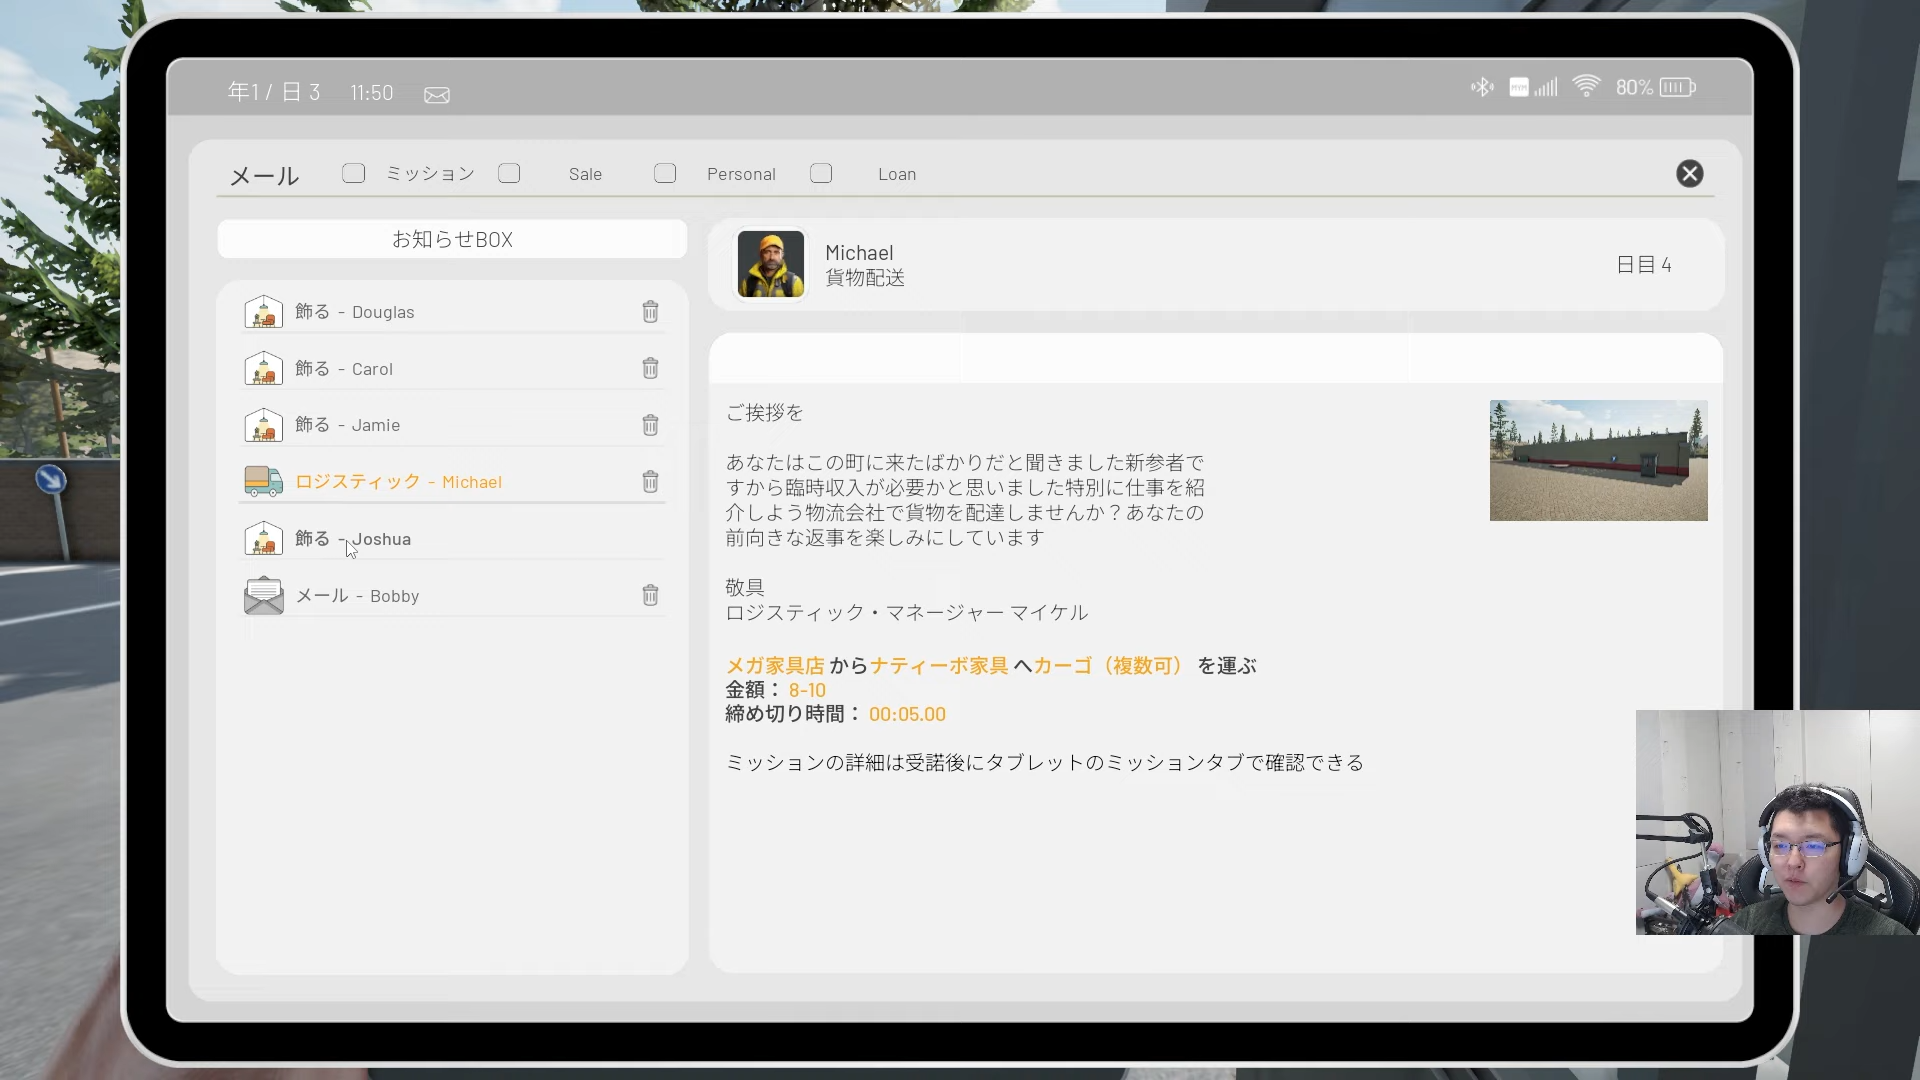 年1 / 日 3 11:50
80%
メール ミッション Sale Personal Loan
お知らせBOX
飾る - Douglas
飾る - Carol
飾る - Jamie
ロジスティック - Michael
飾る - Joshua
メール - Bobby
Michael
貨物配送
日目 4
ご挨拶を
あなたはこの町に来たばかりだと聞きました新参者で
すから臨時収入が必要かと思いました特別に仕事を紹
介しよう物流会社で貨物を配達しませんか？あなたの
前向きな返事を楽しみにしています
敬具
ロジスティック・マネージャー マイケル
メガ家具店 からナティーボ家具 へカーゴ（複数可） を運ぶ
金額： 8-10
締め切り時間： 00:05.00
ミッションの詳細は受諾後にタブレットのミッションタブで確認できる